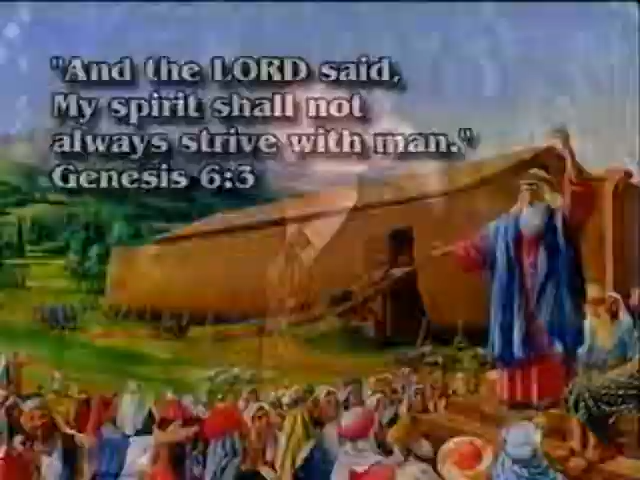 "And the LORD said,
My spirit shall not
always strive with man."
Genesis 6:3